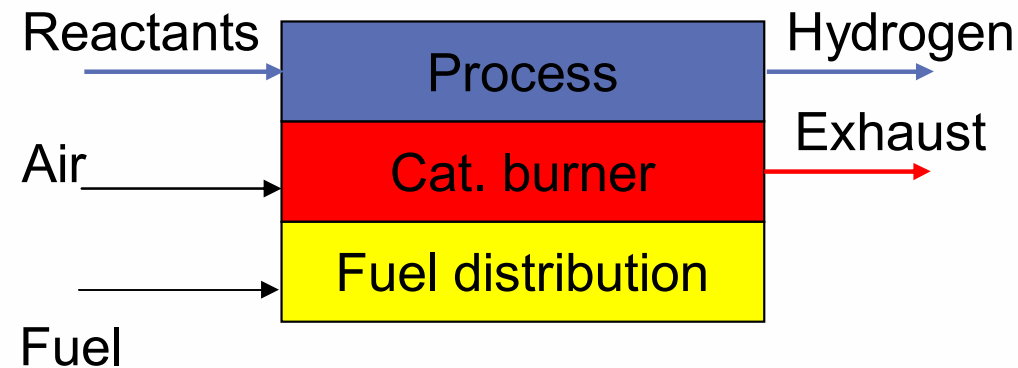 Reactants
Process
Hydrogen
Exhaust
Air
Cat. burner
Fuel distribution
Fuel